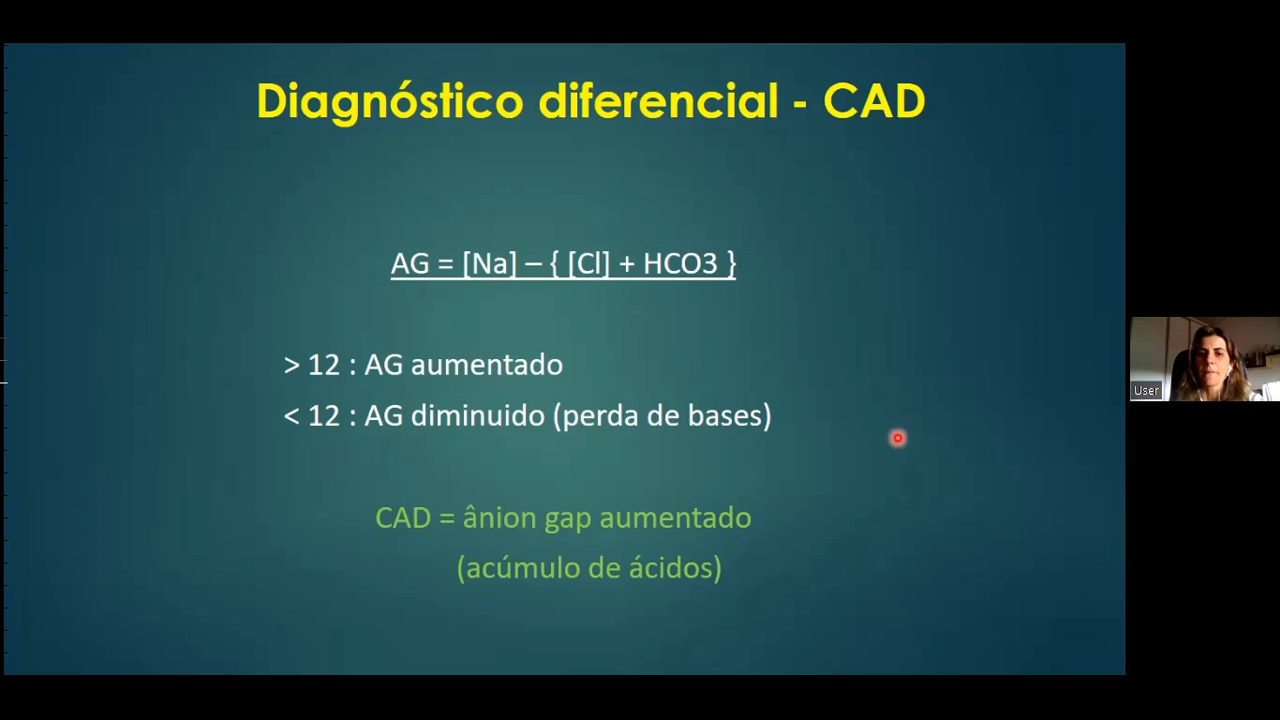 Diagnóstico diferencial - CAD
AG = [Na] – { [Cl] + HCO3 }
> 12 : AG aumentado
< 12 : AG diminuido (perda de bases)
User
CAD = ânion gap aumentado
(acúmulo de ácidos)